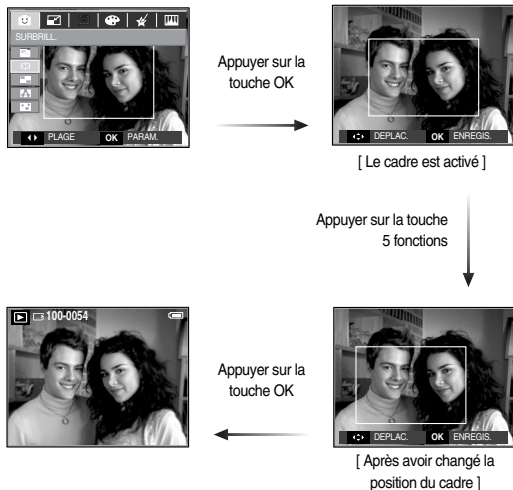 SURBRILL.
PLAGE OK PARAM.
Appuyer sur la
touche OK
DEPLAC. OK ENREGIS.
[ Le cadre est activé ]
Appuyer sur la touche
5 fonctions
DEPLAC. OK ENREGIS.
[ Après avoir changé la
position du cadre ]
Appuyer sur la
touche OK
100-0054